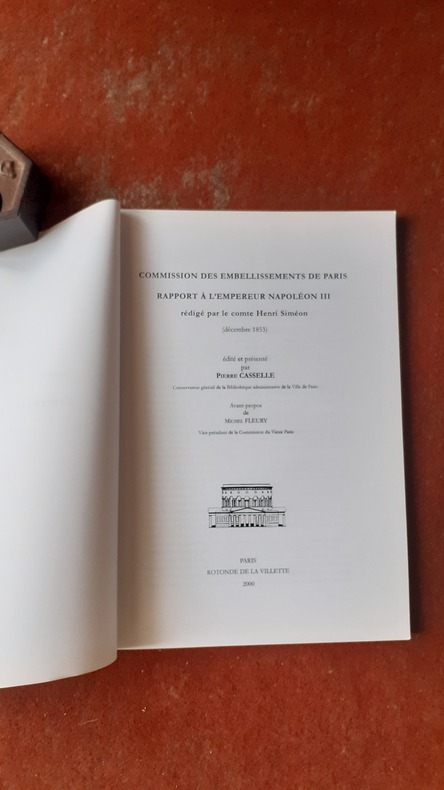 COMMISSION DES EMBELLISSEMENTS DE PARIS
RAPPORT À L'EMPEREUR NAPOLÉON III
rédigé par le comte Henri Siméon
(décembre 1853)
édité et présenté
par
PIERRE CASSELLE
Conservateur général de la Bibliothèque administrative de la Ville de Paris
Avant-propos
de
MICHEL FLEURY
Vice-président de la Commission du Vieux Paris
PARIS
ROTONDE DE LA VILLETTE
2000